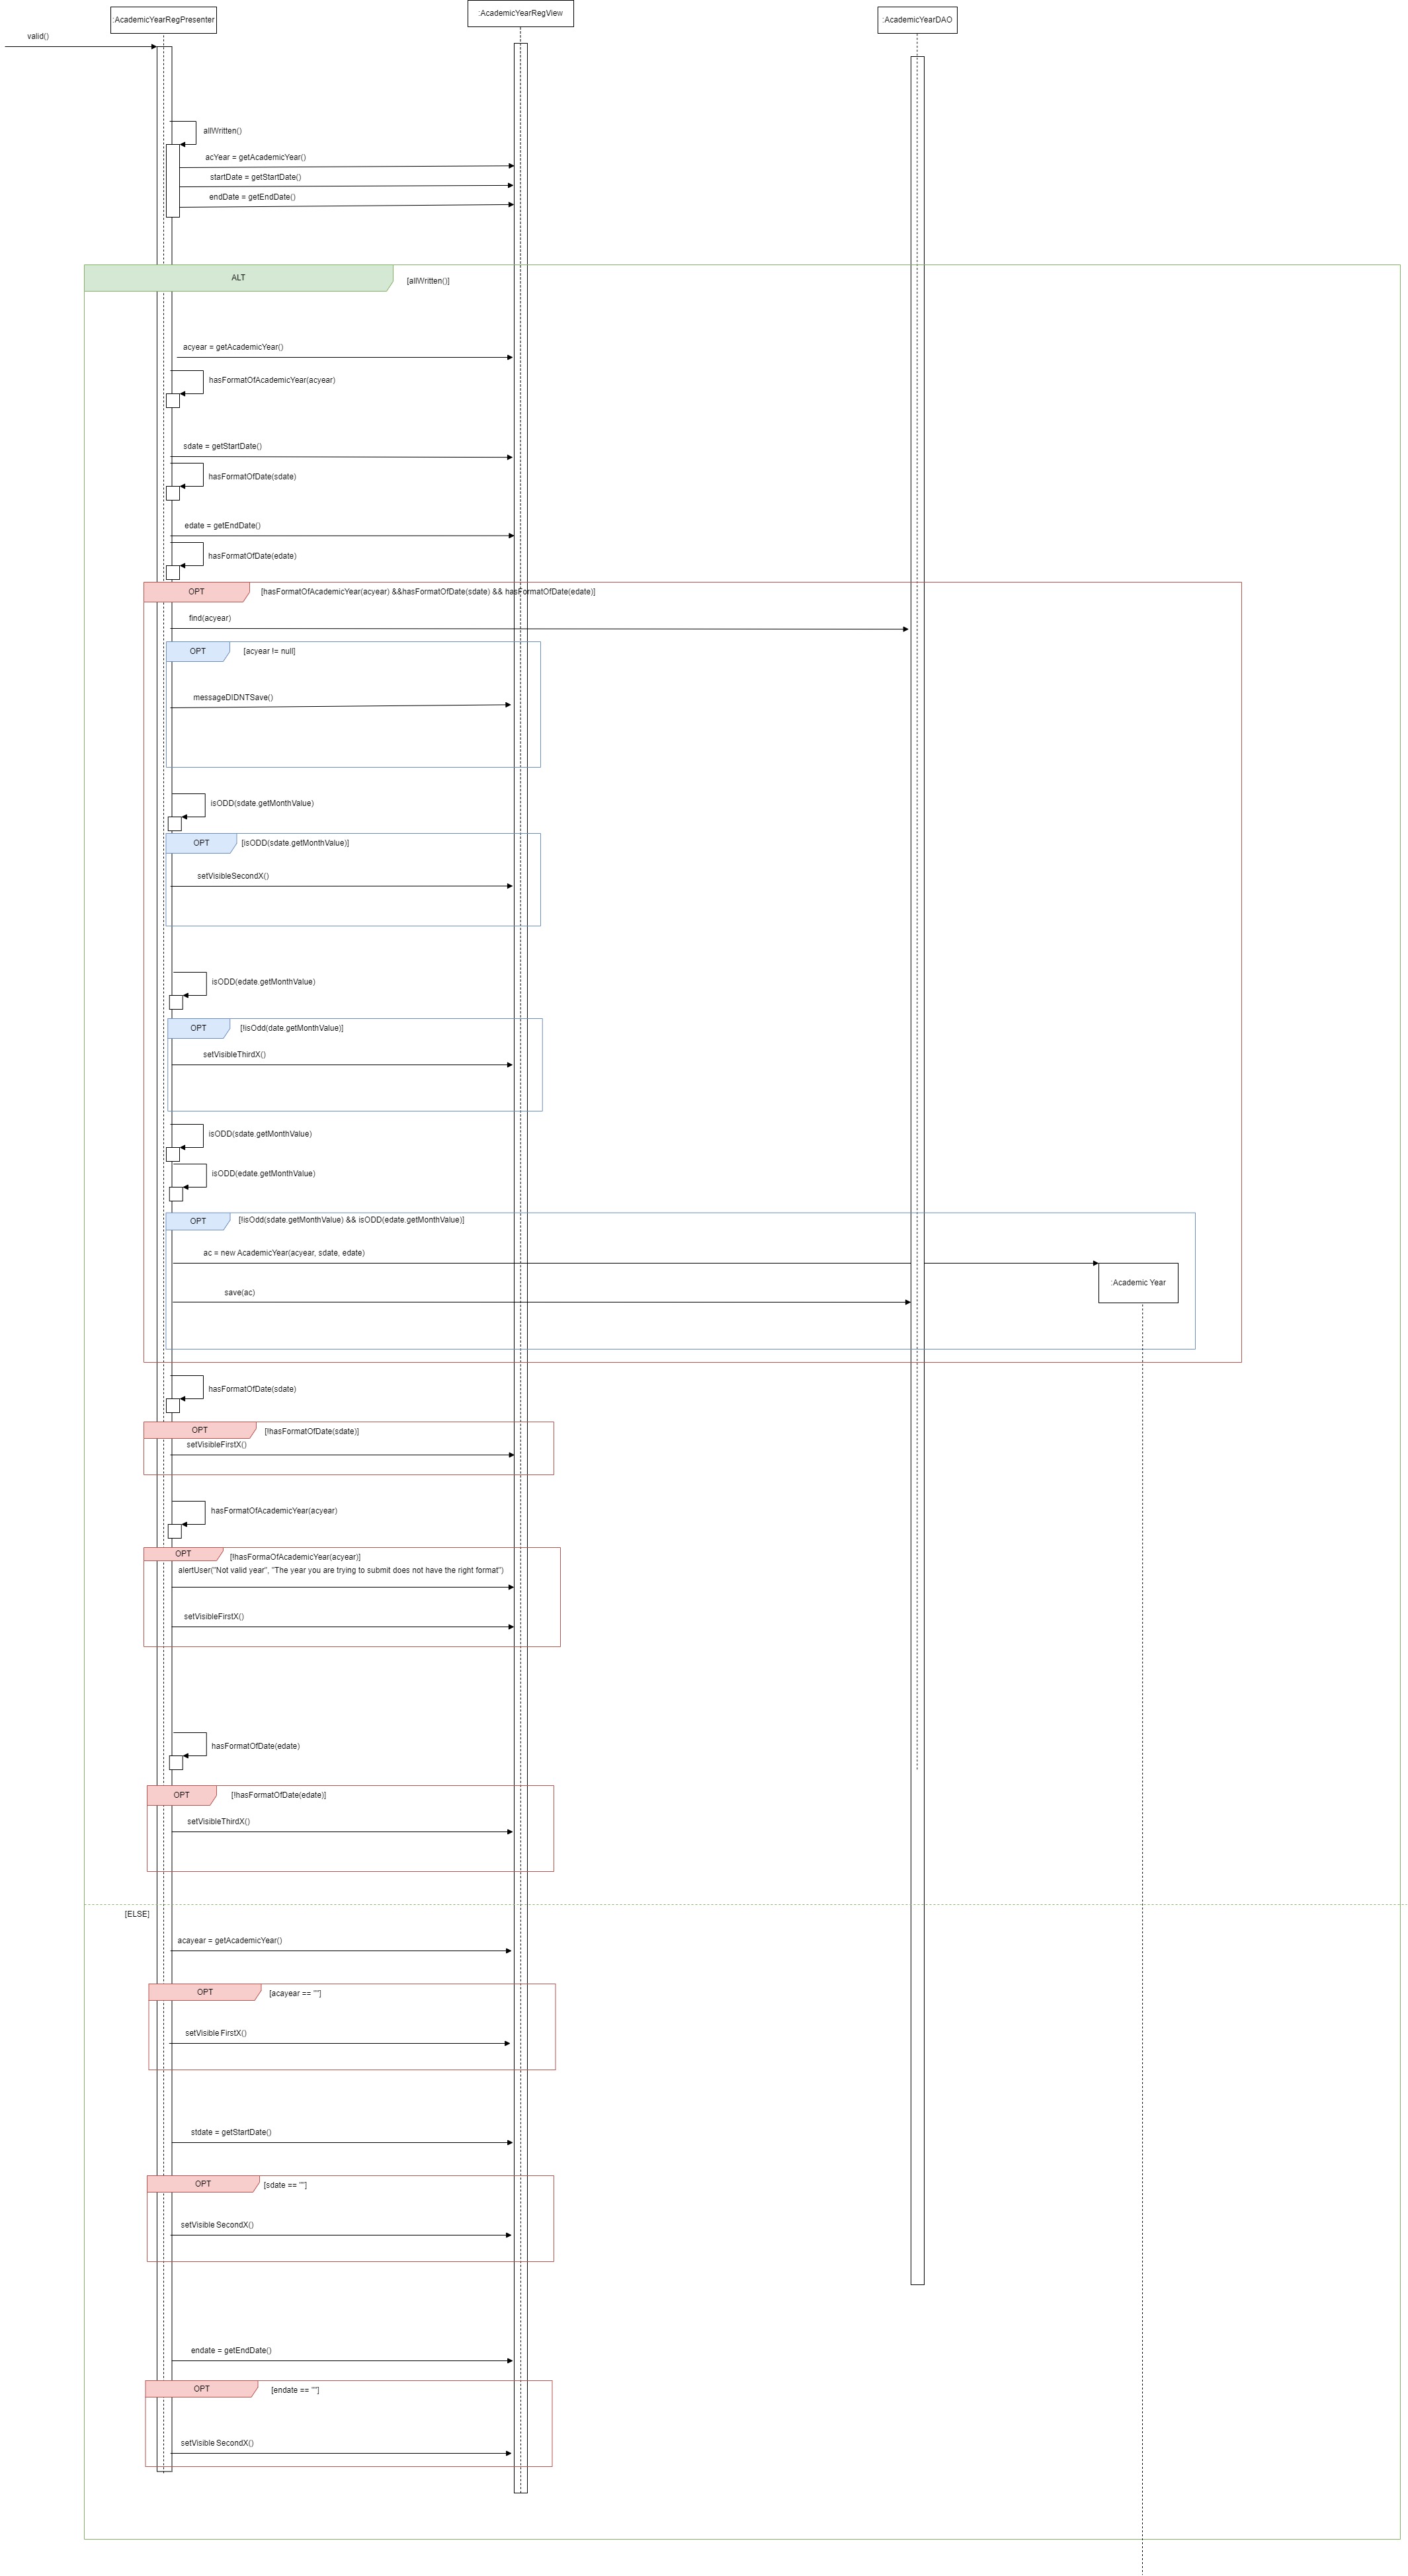 :AcademicYearRegPresenter
:AcademicYearRegView
:AcademicYearDAO
valid()
allWritten()
acYear = getAcademicYear()
startDate = getStartDate()
endDate = getEndDate()
ALT
[allWritten()]
acyear = getAcademicYear()
hasFormatOfAcademicYear(acyear)
sdate = getStartDate()
hasFormatOfDate(sdate)
edate = getEndDate()
hasFormatOfDate(edate)
OPT
[hasFormatOfAcademicYear(acyear) &&hasFormatOfDate(sdate) && hasFormatOfDate(edate)]
find(acyear)
OPT
[acyear != null]
messageDIDNTSave()
isODD(sdate.getMonthValue)
OPT
[isODD(sdate.getMonthValue)]
setVisibleSecondX()
isODD(edate.getMonthValue)
OPT
[!isOdd(date.getMonthValue)]
setVisibleThirdX()
isODD(sdate.getMonthValue)
isODD(edate.getMonthValue)
OPT
[!isOdd(sdate.getMonthValue) && isODD(edate.getMonthValue)]
ac = new AcademicYear(acyear, sdate, edate)
:Academic Year
save(ac)
hasFormatOfDate(sdate)
OPT
[!hasFormatOfDate(sdate)]
setVisibleFirstX()
hasFormatOfAcademicYear(acyear)
OPT
[!hasFormaOfAcademicYear(acyear)]
alertUser("Not valid year", "The year you are trying to submit does not have the right format")
setVisibleFirstX()
hasFormatOfDate(edate)
OPT
[!hasFormatOfDate(edate)]
setVisibleThirdX()
[ELSE]
acayear = getAcademicYear()
OPT
[acayear == ""]
setVisible FirstX()
stdate = getStartDate()
OPT
[sdate == ""]
setVisible SecondX()
endate = getEndDate()
OPT
[endate == ""]
setVisible SecondX()